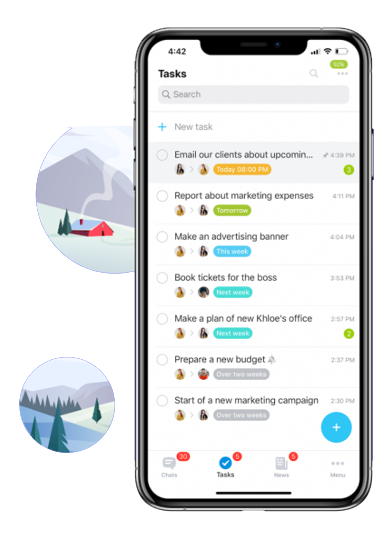 4:42
92%
Tasks
Search
New task
Email our clients about upcomin...
4:39 PM
Today 08:00 PM
3
Report about marketing expenses
4:11 PM
Tomorrow
Make an advertising banner
4:04 PM
This week
Book tickets for the boss
3:53 PM
Next week
Make a plan of new Khloe's office
2:57 PM
Next week
2
Prepare a new budget
2:37 PM
Over two weeks
Start of a new marketing campaign
2:30 PM
Over two weeks
30
5
5
Chats
Tasks
News
Menu